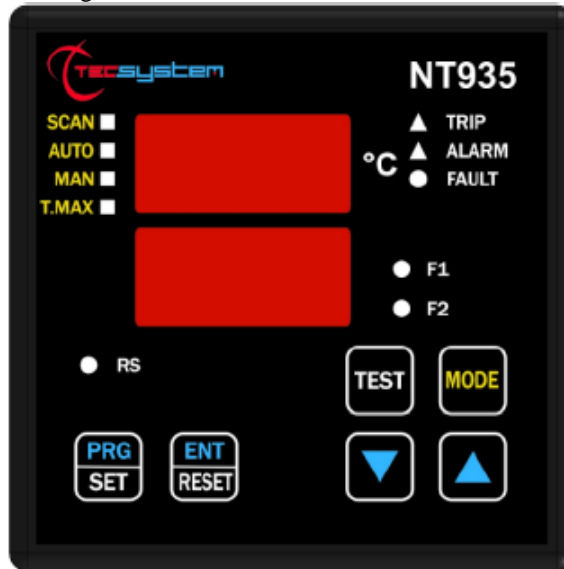 TECSYSTEM
NT935
SCAN
AUTO
MAN
T.MAX
°C
TRIP
ALARM
FAULT
F1
F2
RS
TEST
MODE
PRG
SET
ENT
RESET